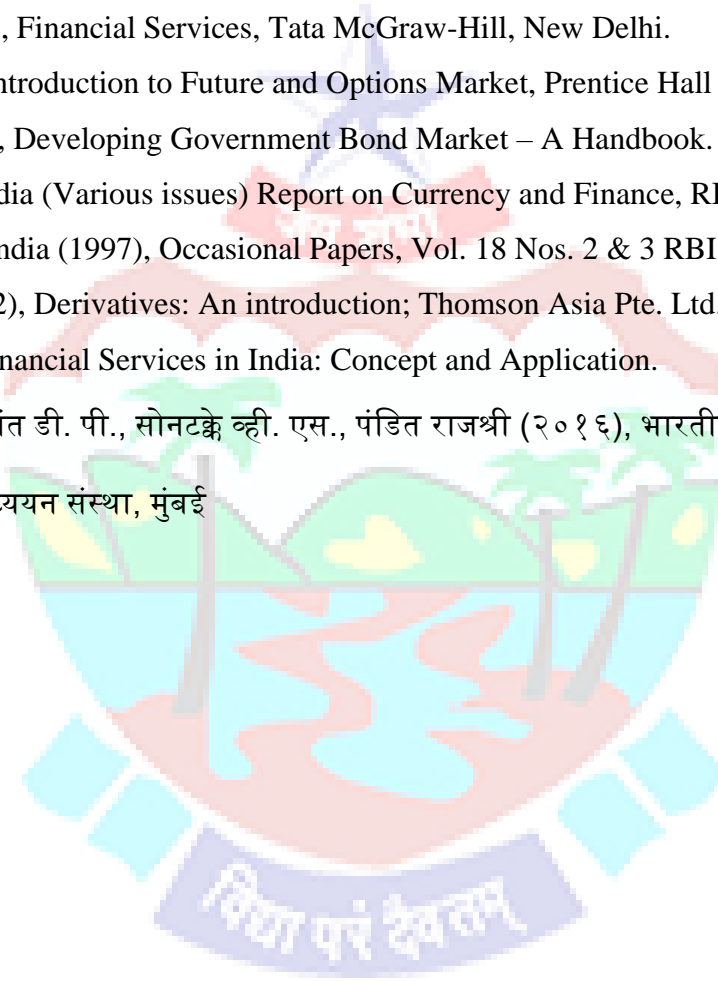 , Financial Services, Tata McGraw-Hill, New Delhi.
ntroduction to Future and Options Market, Prentice Hall
, Developing Government Bond Market – A Handbook.
dia (Various issues) Report on Currency and Finance, RI
ndia (1997), Occasional Papers, Vol. 18 Nos. 2 & 3 RBI
2), Derivatives: An introduction; Thomson Asia Pte. Ltd.
nancial Services in India: Concept and Application.
ंत डी. पी., सोनटक्के व्ही. एस., पंडित राजश्री (२०१६), भारती
ध्ययन संस्था, मुंबई
विद्या परं दैवतम्